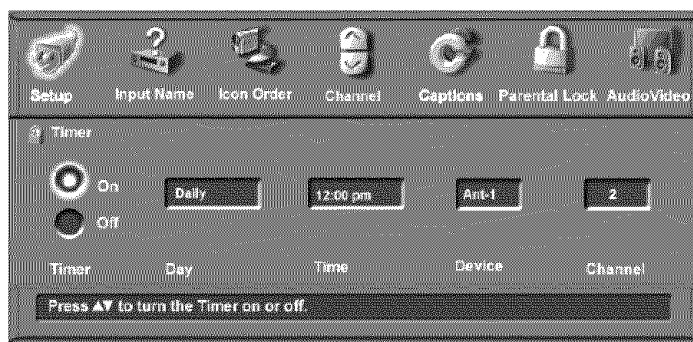 Setup Input Name Icon Order Channel Captions Parental Lock AudioVideo
Timer
On Daily 12:00 pm Ant-1 2
Off
Timer Day Time Device Channel
Press ▲▼ to turn the Timer on or off.